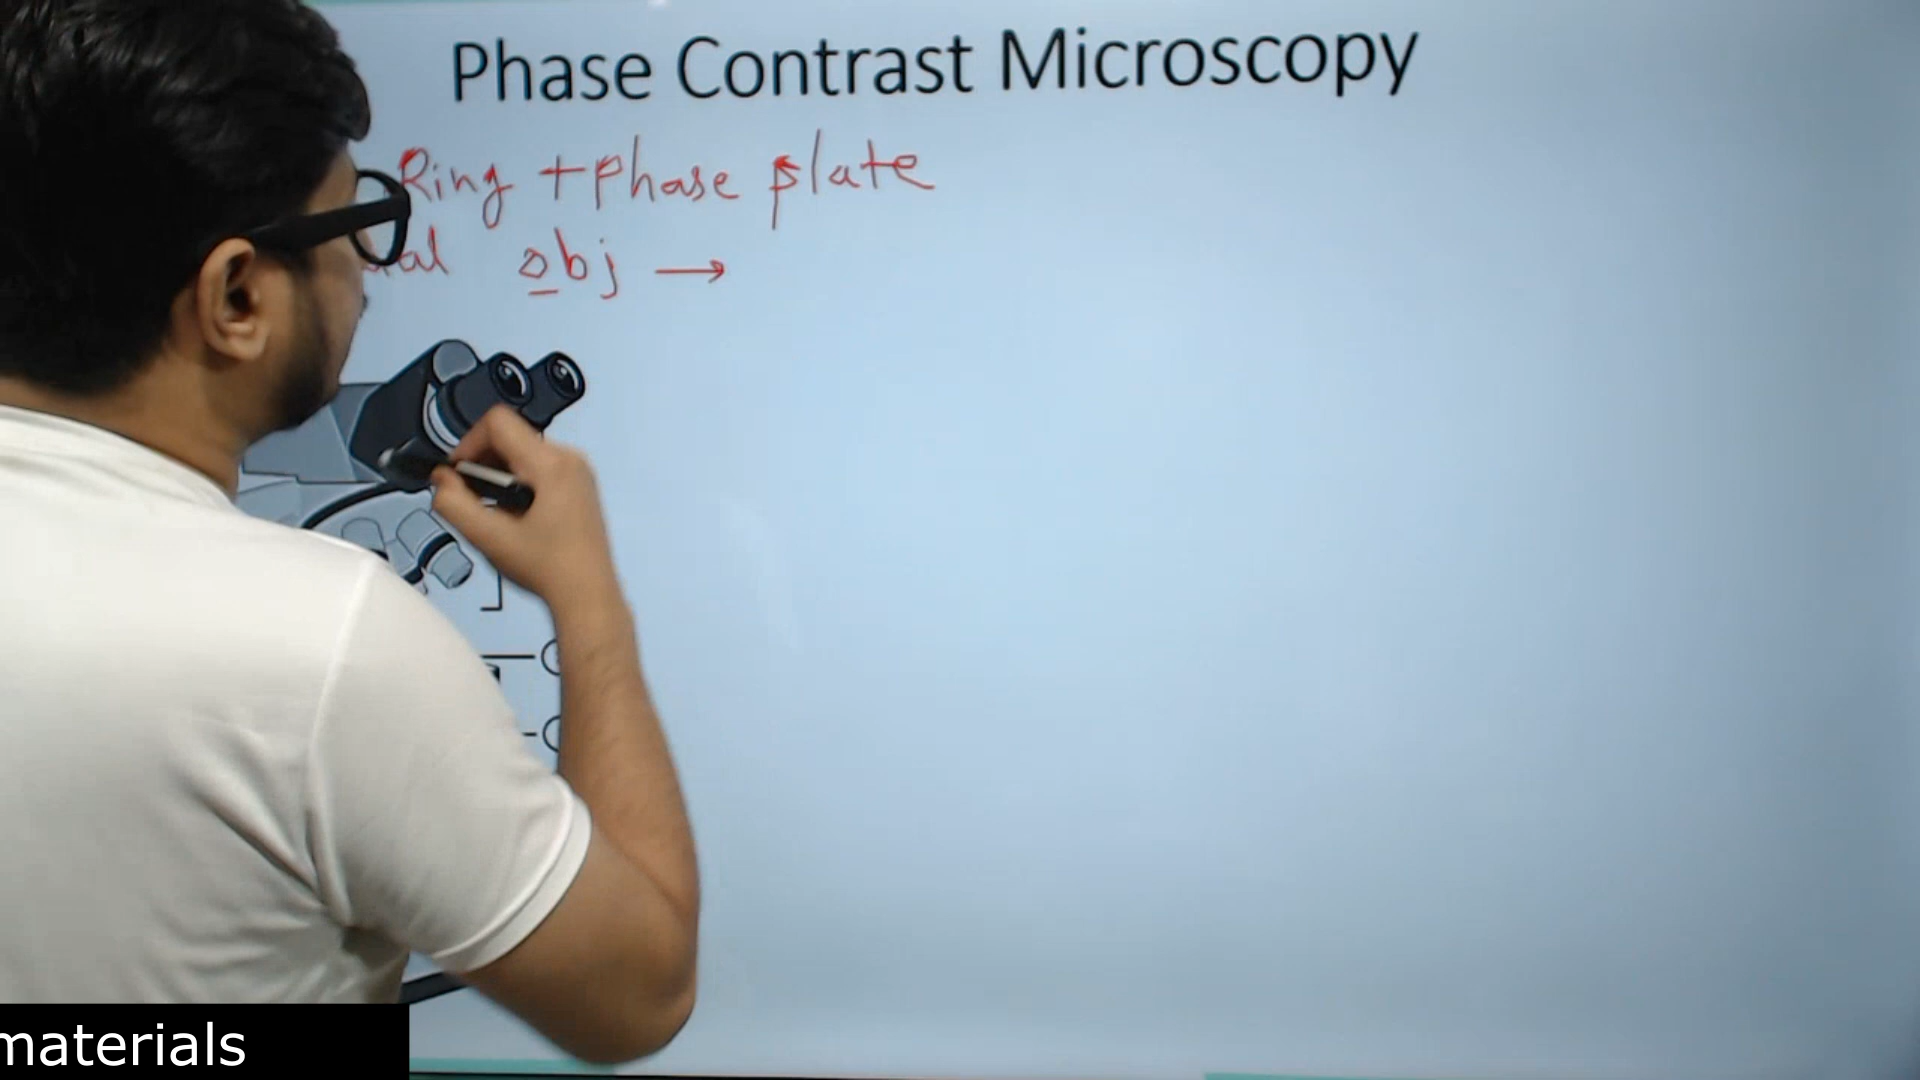 Phase Contrast Microscopy
Ring + phase plate
obj →
materials